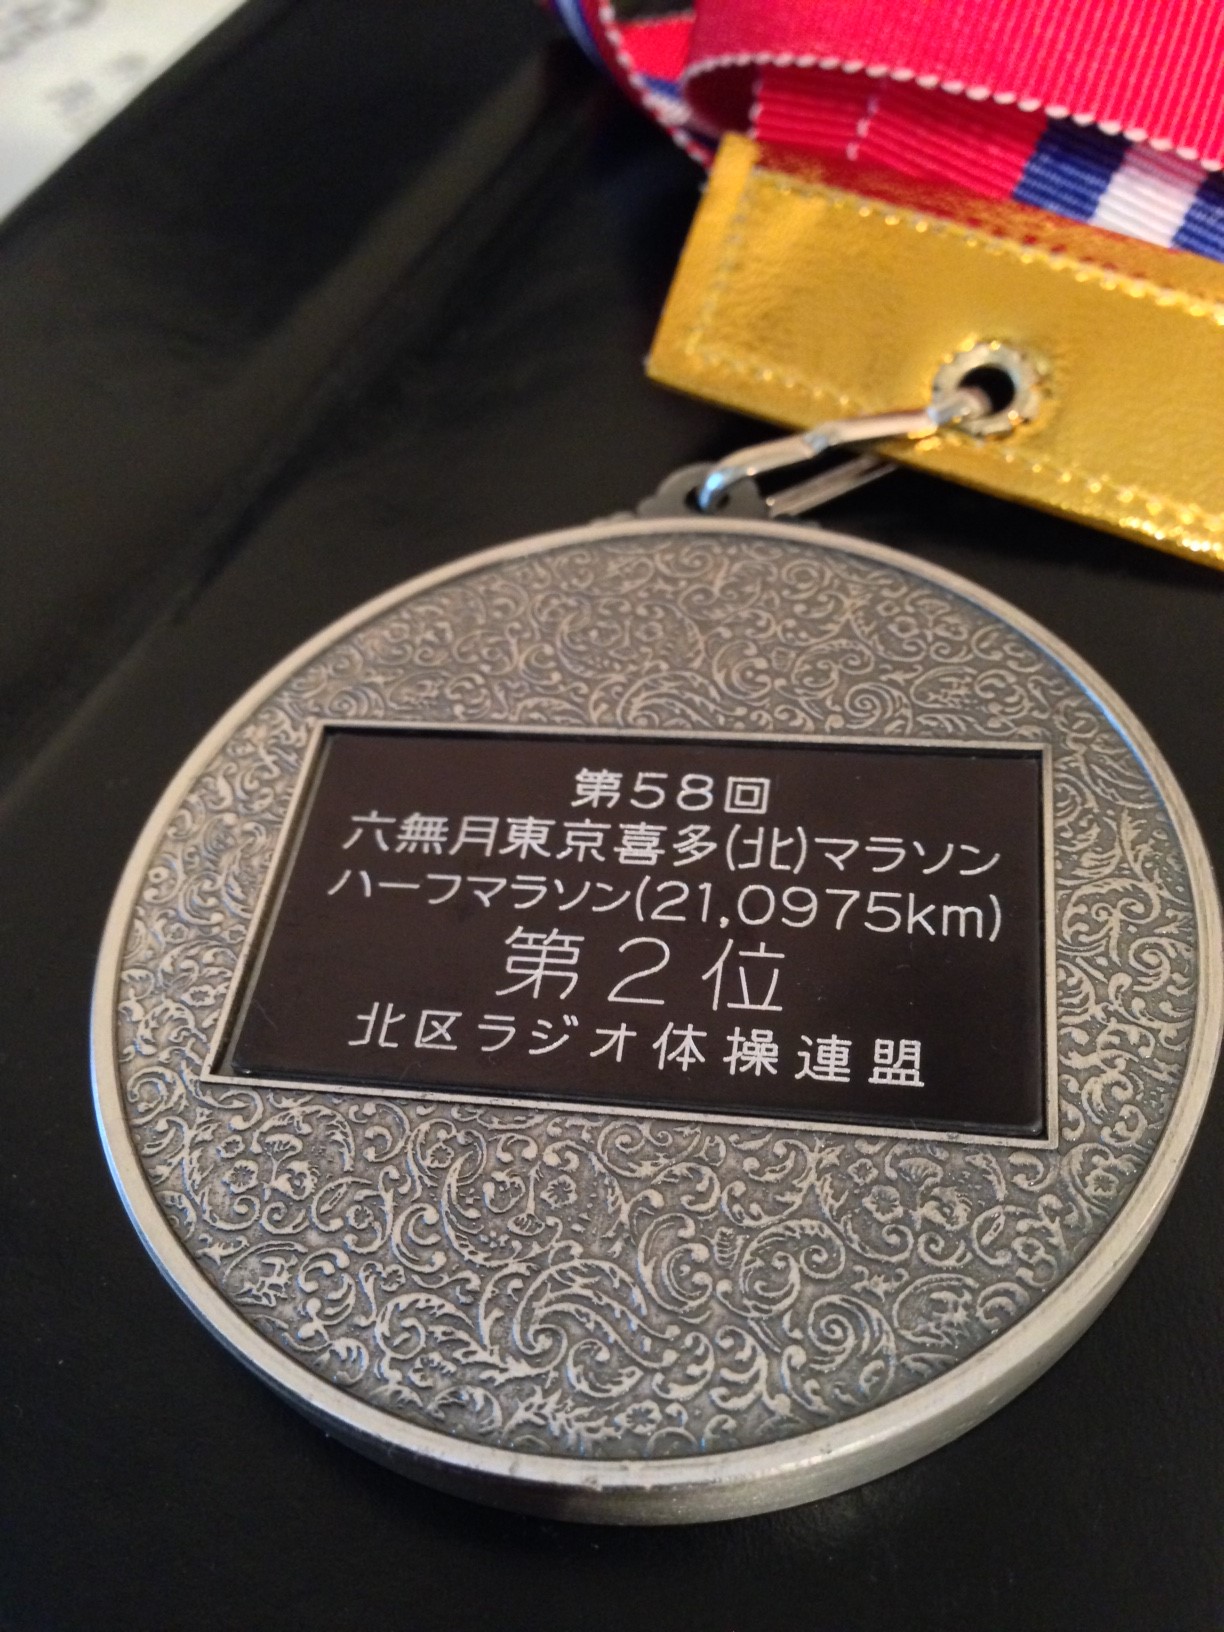 第58回
六無月東京喜多(北)マラソン
ハーフマラソン(21,0975km)
第2位
北区ラジオ体操連盟